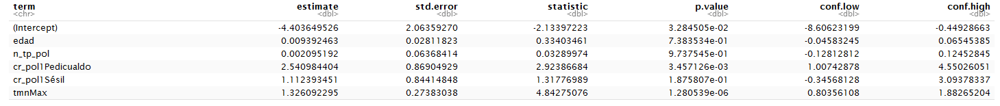 term estimate std.error statistic p.value conf.low conf.high
<chr> <dbl> <dbl> <dbl> <dbl> <dbl> <dbl>
(Intercept) -4.403649526 2.06359270 -2.13397223 3.284505e-02 -8.60623199 -0.44928663
edad 0.009392463 0.02811823 0.33403461 7.383534e-01 -0.04583245 0.06545385
n_tp_pol 0.002095192 0.06368414 0.03289974 9.737545e-01 -0.12812812 0.12452845
cr_pol1Pedicualdo 2.540984404 0.86904929 2.92386684 3.457126e-03 1.00742878 4.55026051
cr_pol1Sésil 1.112393451 0.84414848 1.31776989 1.875807e-01 -0.34568128 3.09378337
tmnMax 1.326092295 0.27383038 4.84275076 1.280539e-06 0.80356108 1.88265204